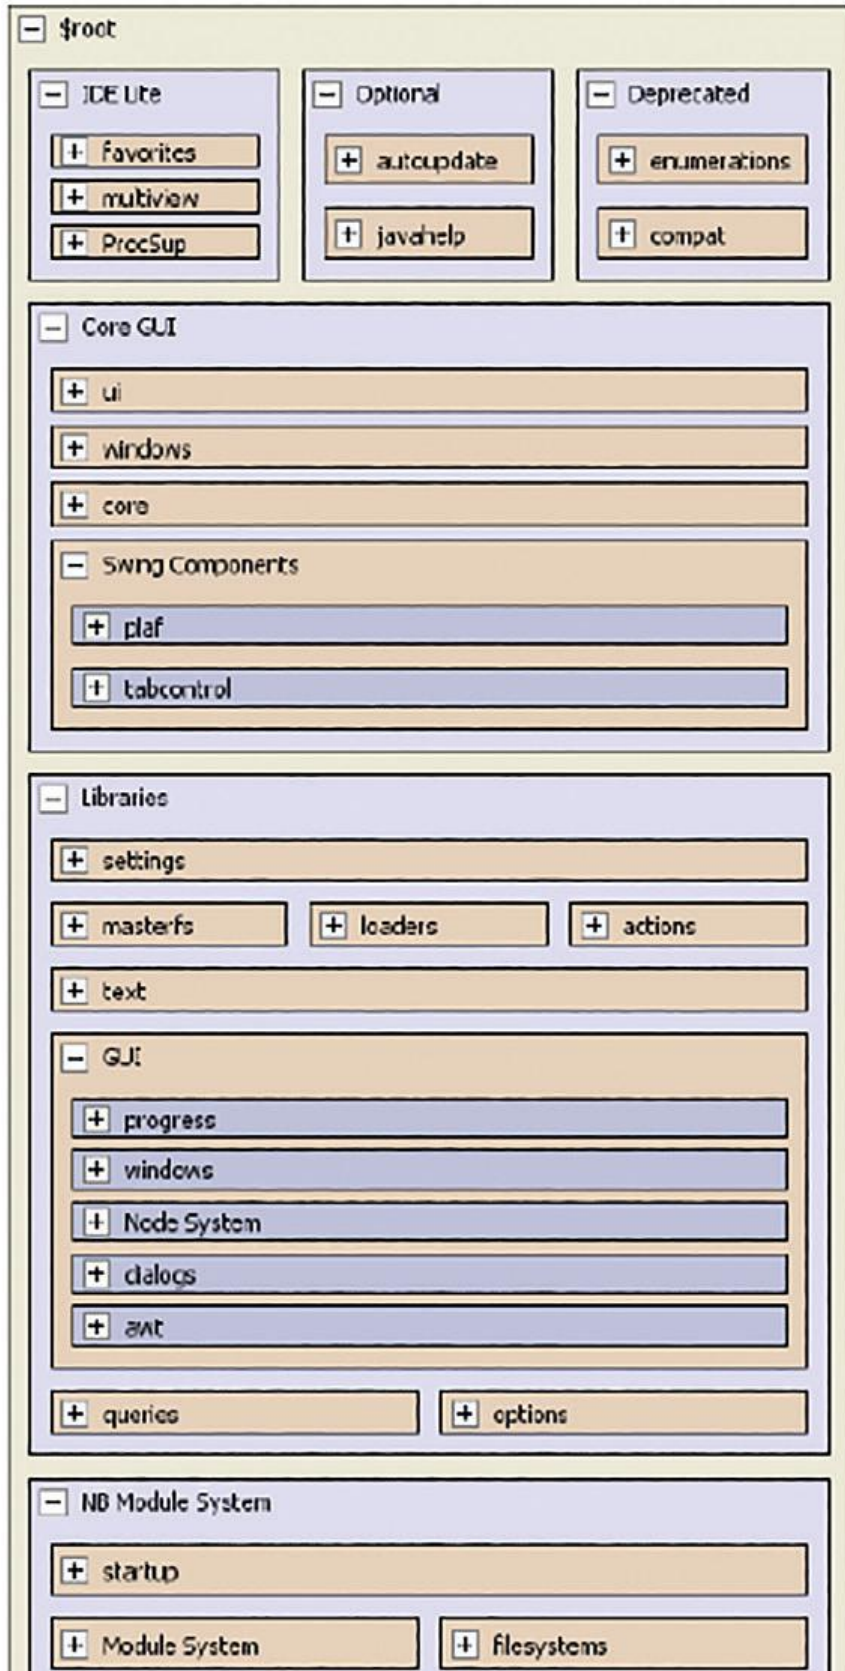 $root
IDE Lite
Optional
Deprecated
favorites
multiview
ProcSup
autoupdate
javahelp
enumerations
compat
Core GUI
ui
windows
core
Swing Components
plaf
tabcontrol
Libraries
settings
masterfs
loaders
actions
text
GUI
progress
windows
Node System
dialogs
awt
queries
options
NB Module System
startup
Module System
filesystems